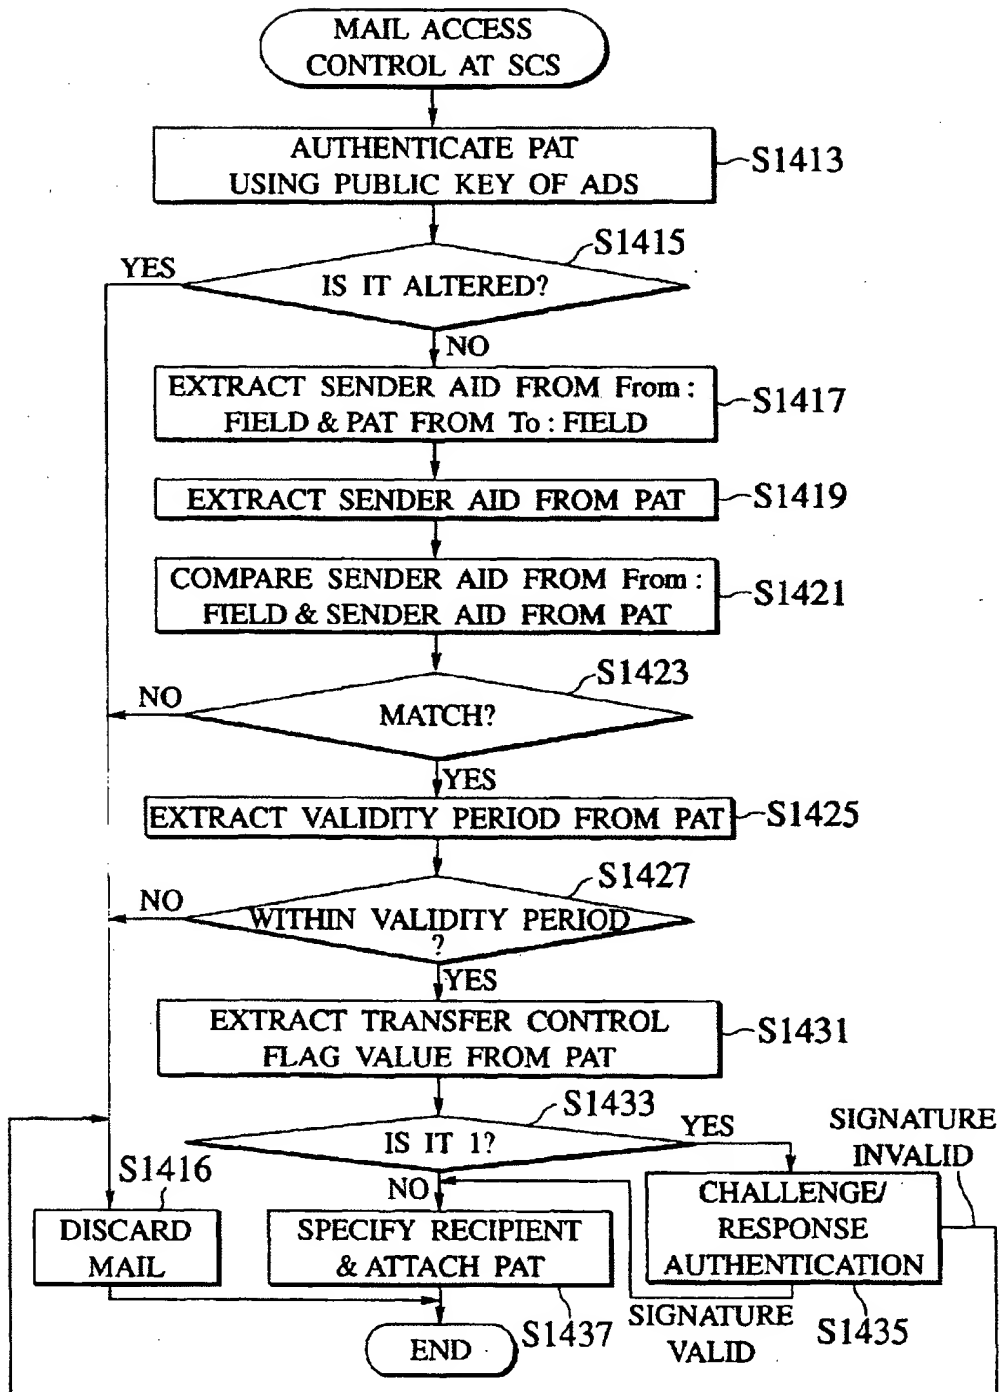 MAIL ACCESS
CONTROL AT SCS
AUTHENTICATE PAT
USING PUBLIC KEY OF ADS
S1413
S1415
YES
IS IT ALTERED?
NO
EXTRACT SENDER AID FROM From :
FIELD & PAT FROM To : FIELD
S1417
EXTRACT SENDER AID FROM PAT
S1419
COMPARE SENDER AID FROM From :
FIELD & SENDER AID FROM PAT
S1421
S1423
NO
MATCH?
YES
EXTRACT VALIDITY PERIOD FROM PAT
S1425
S1427
NO
WITHIN VALIDITY PERIOD
?
YES
EXTRACT TRANSFER CONTROL
FLAG VALUE FROM PAT
S1431
S1433
IS IT 1?
YES
SIGNATURE
INVALID
S1416
NO
DISCARD
MAIL
SPECIFY RECIPIENT
& ATTACH PAT
CHALLENGE/
RESPONSE
AUTHENTICATION
S1437
SIGNATURE
VALID
S1435
END